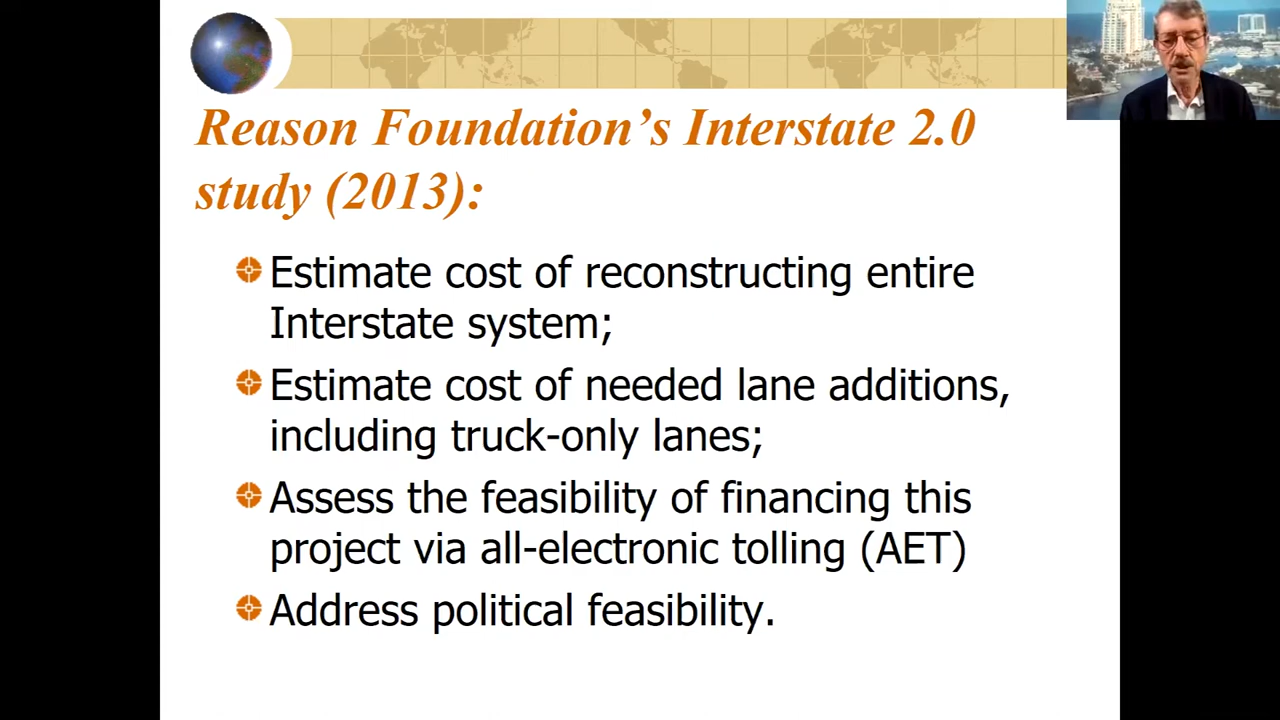 Reason Foundation's Interstate 2.0
study (2013):
Estimate cost of reconstructing entire
Interstate system;
Estimate cost of needed lane additions,
including truck-only lanes;
Assess the feasibility of financing this
project via all-electronic tolling (AET)
Address political feasibility.